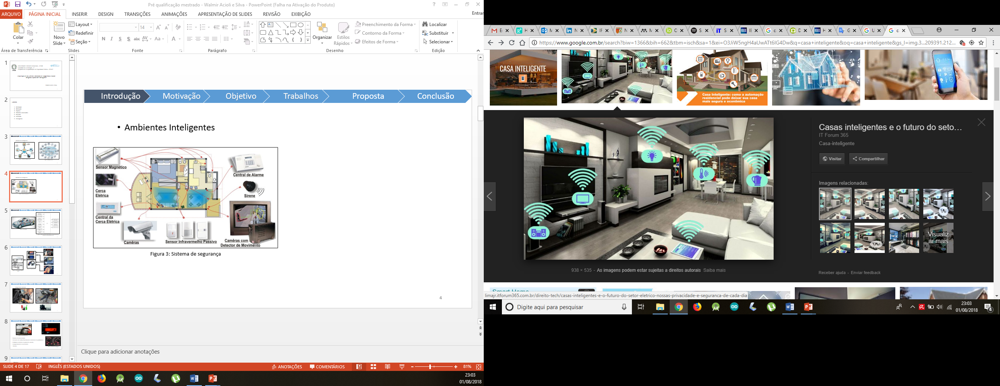 Pré qualificação mestrado - Walmir Acioli e Silva - PowerPoint (Falha na Ativação do Produto)
ARQUIVO PÁGINA INICIAL INSERIR DESIGN TRANSIÇÕES ANIMAÇÕES APRESENTAÇÃO DE SLIDES REVISÃO EXIBIÇÃO Entrar
Colar
Área de Transferência
Novo Slide
Layout
Redefinir
Seção
Slides
14
N I S S abc AV Aa A
Fonte
Parágrafo
Organizar
Estilos Rápidos
Preenchimento da Forma
Contorno da Forma
Efeitos de Forma
Desenho
Localizar
Substituir
Selecionar
Edição
1
2
3
4
5
6
7
8
9
Introdução Motivação Objetivo Trabalhos Proposta Conclusão
• Ambientes Inteligentes
Sensor Magnético
Cerca
Elétrica
Central da
Cerca Elétrica
Camêras
Sensor Infravermelho Passivo
Central de Alarme
Sirene
Camêras com
Detector de Movimento
Figura 3: Sistema de segurança
4
Clique para adicionar anotações
SLIDE 4 DE 17 INGLÊS (ESTADOS UNIDOS) ANOTAÇÕES COMENTÁRIOS 81%
23:03
01/08/2018
https://www.google.com.br/search?biw=1366&bih=662&tbm=isch&sa=1&ei=O3JiW5ngH4aUwATt6IG4Dw&q=casa+inteligente&oq=casa+inteligente&gs_l=img.3...209391.212...
CASA INTELIGENTE
Casa Inteligente: como a automação
residencial pode deixar sua casa
mais segura e econômica
Casas inteligentes e o futuro do seto...
IT Forum 365
Casa-inteligente
Visitar Compartilhar
Imagens relacionadas:
Visualiz
ar mais
938 × 535 - As imagens podem estar sujeitas a direitos autorais Saiba mais
Receber ajuda - Enviar feedback
Smart Home
limajr.itforum365.com.br/direito-tech/casas-inteligentes-e-o-futuro-do-setor-eletrico-nossas-privacidade-e-seguranca-de-cada-dia
Digite aqui para pesquisar
23:03
01/08/2018
4